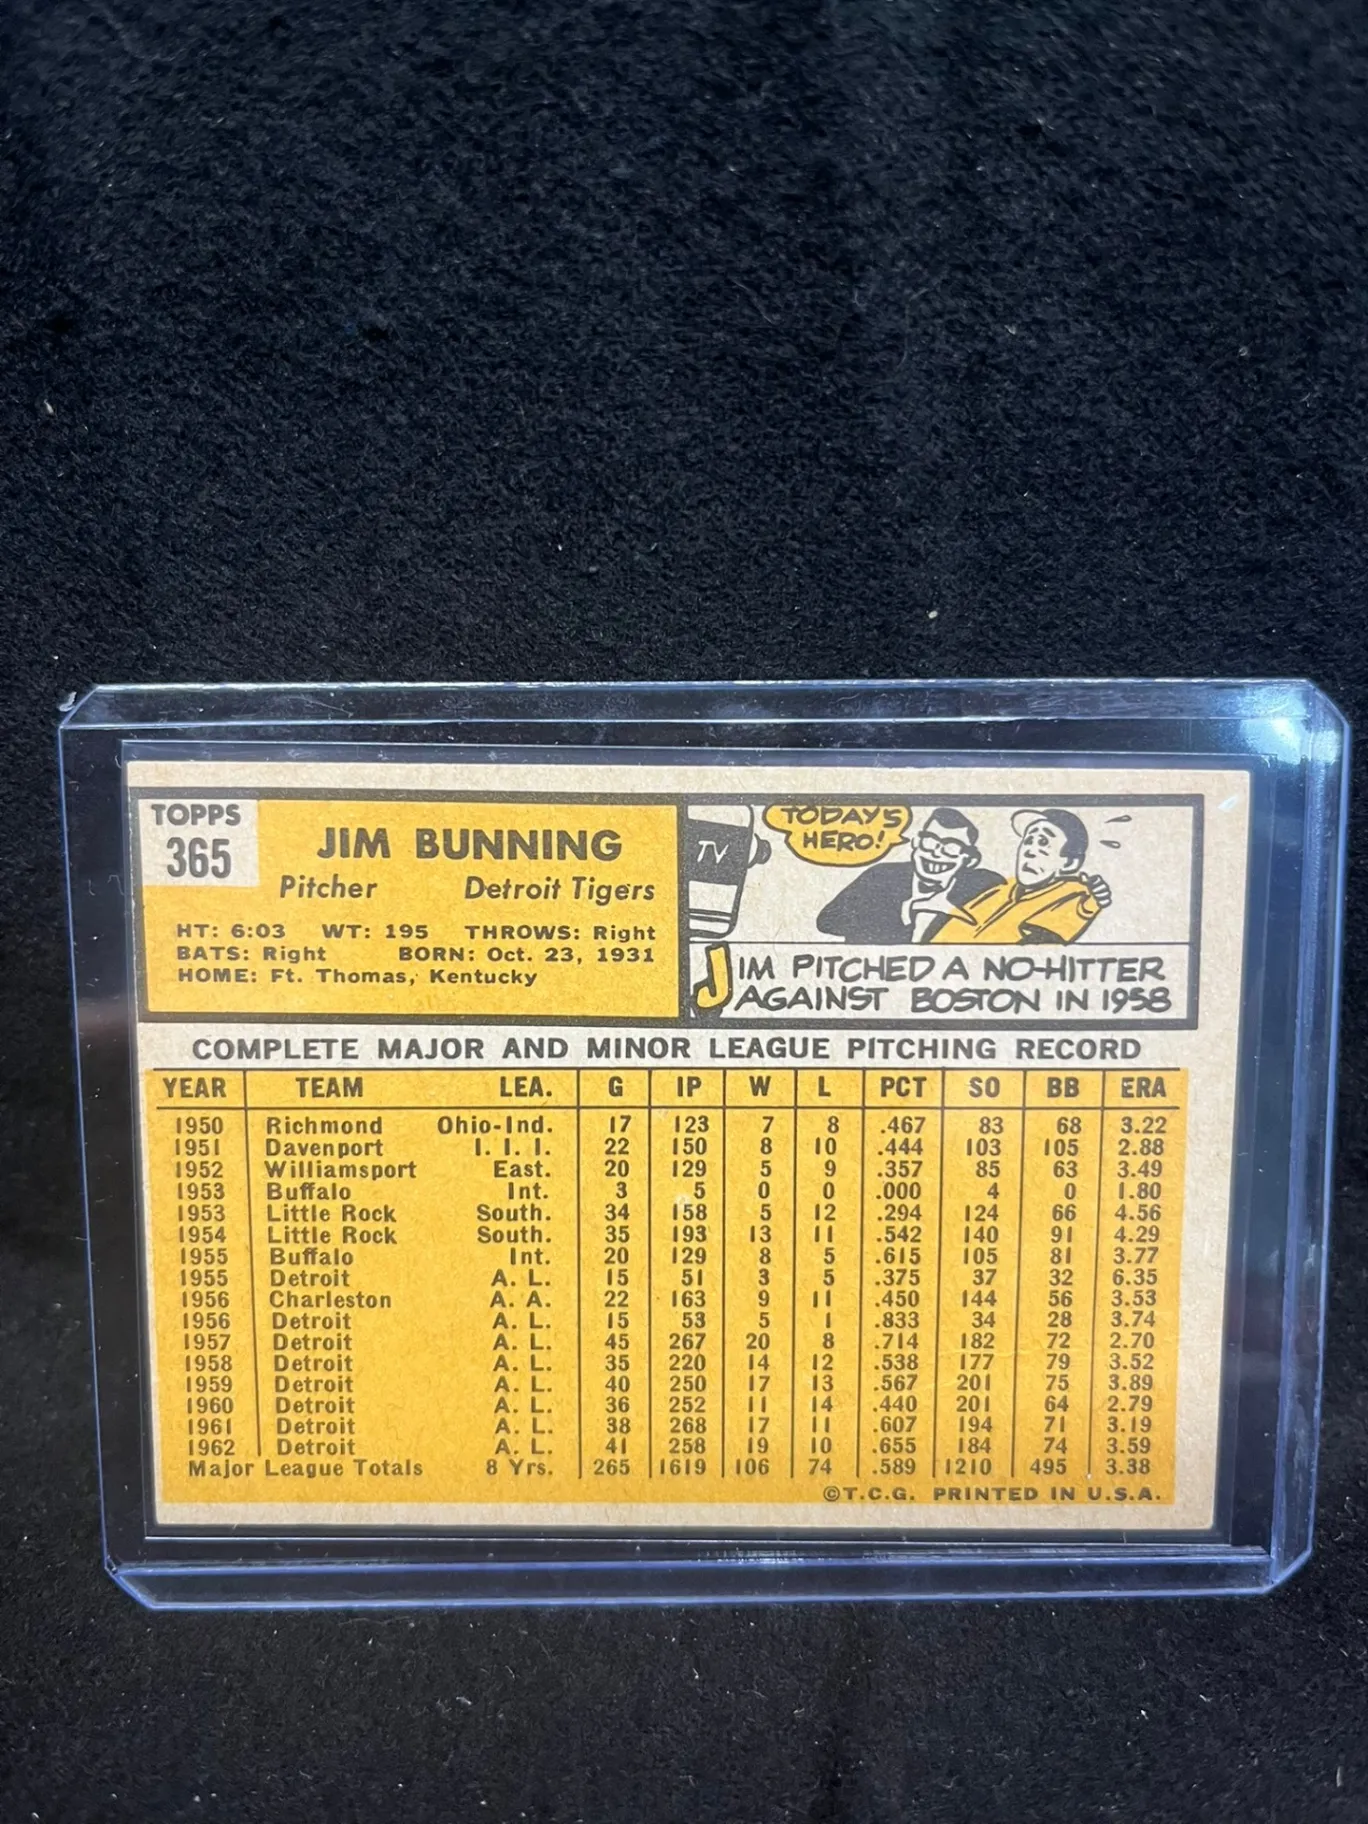 TOPPS
365
JIM BUNNING
Pitcher Detroit Tigers
HT: 6:03 WT: 195 THROWS: Right
BATS: Right BORN: Oct. 23, 1931
HOME: Ft. Thomas, Kentucky
TV
TODAY'S
HERO!
JIM PITCHED A NO-HITTER
AGAINST BOSTON IN 1958
COMPLETE MAJOR AND MINOR LEAGUE PITCHING RECORD
YEAR TEAM LEA. G IP W L PCT SO BB ERA
1950 Richmond Ohio-Ind. 17 123 7 8 .467 83 68 3.22
1951 Davenport I. I. I. 22 150 8 10 .444 103 105 2.88
1952 Williamsport East. 20 129 5 9 .357 85 63 3.49
1953 Buffalo Int. 3 5 0 0 .000 4 0 1.80
1953 Little Rock South. 34 158 5 12 .294 124 66 4.56
1954 Little Rock South. 35 193 13 11 .542 140 91 4.29
1955 Buffalo Int. 20 129 8 5 .615 105 81 3.77
1955 Detroit A. L. 15 51 3 5 .375 37 32 6.35
1956 Charleston A. A. 22 163 9 11 .450 144 56 3.53
1956 Detroit A. L. 15 53 5 1 .833 34 28 3.74
1957 Detroit A. L. 45 267 20 8 .714 182 72 2.70
1958 Detroit A. L. 35 220 14 12 .538 177 79 3.52
1959 Detroit A. L. 40 250 17 13 .567 201 75 3.89
1960 Detroit A. L. 36 252 11 14 .440 201 64 2.79
1961 Detroit A. L. 38 268 17 11 .607 194 71 3.19
1962 Detroit A. L. 41 258 19 10 .655 184 74 3.59
Major League Totals 8 Yrs. 265 1619 106 74 .589 1210 495 3.38
©T.C.G. PRINTED IN U.S.A.